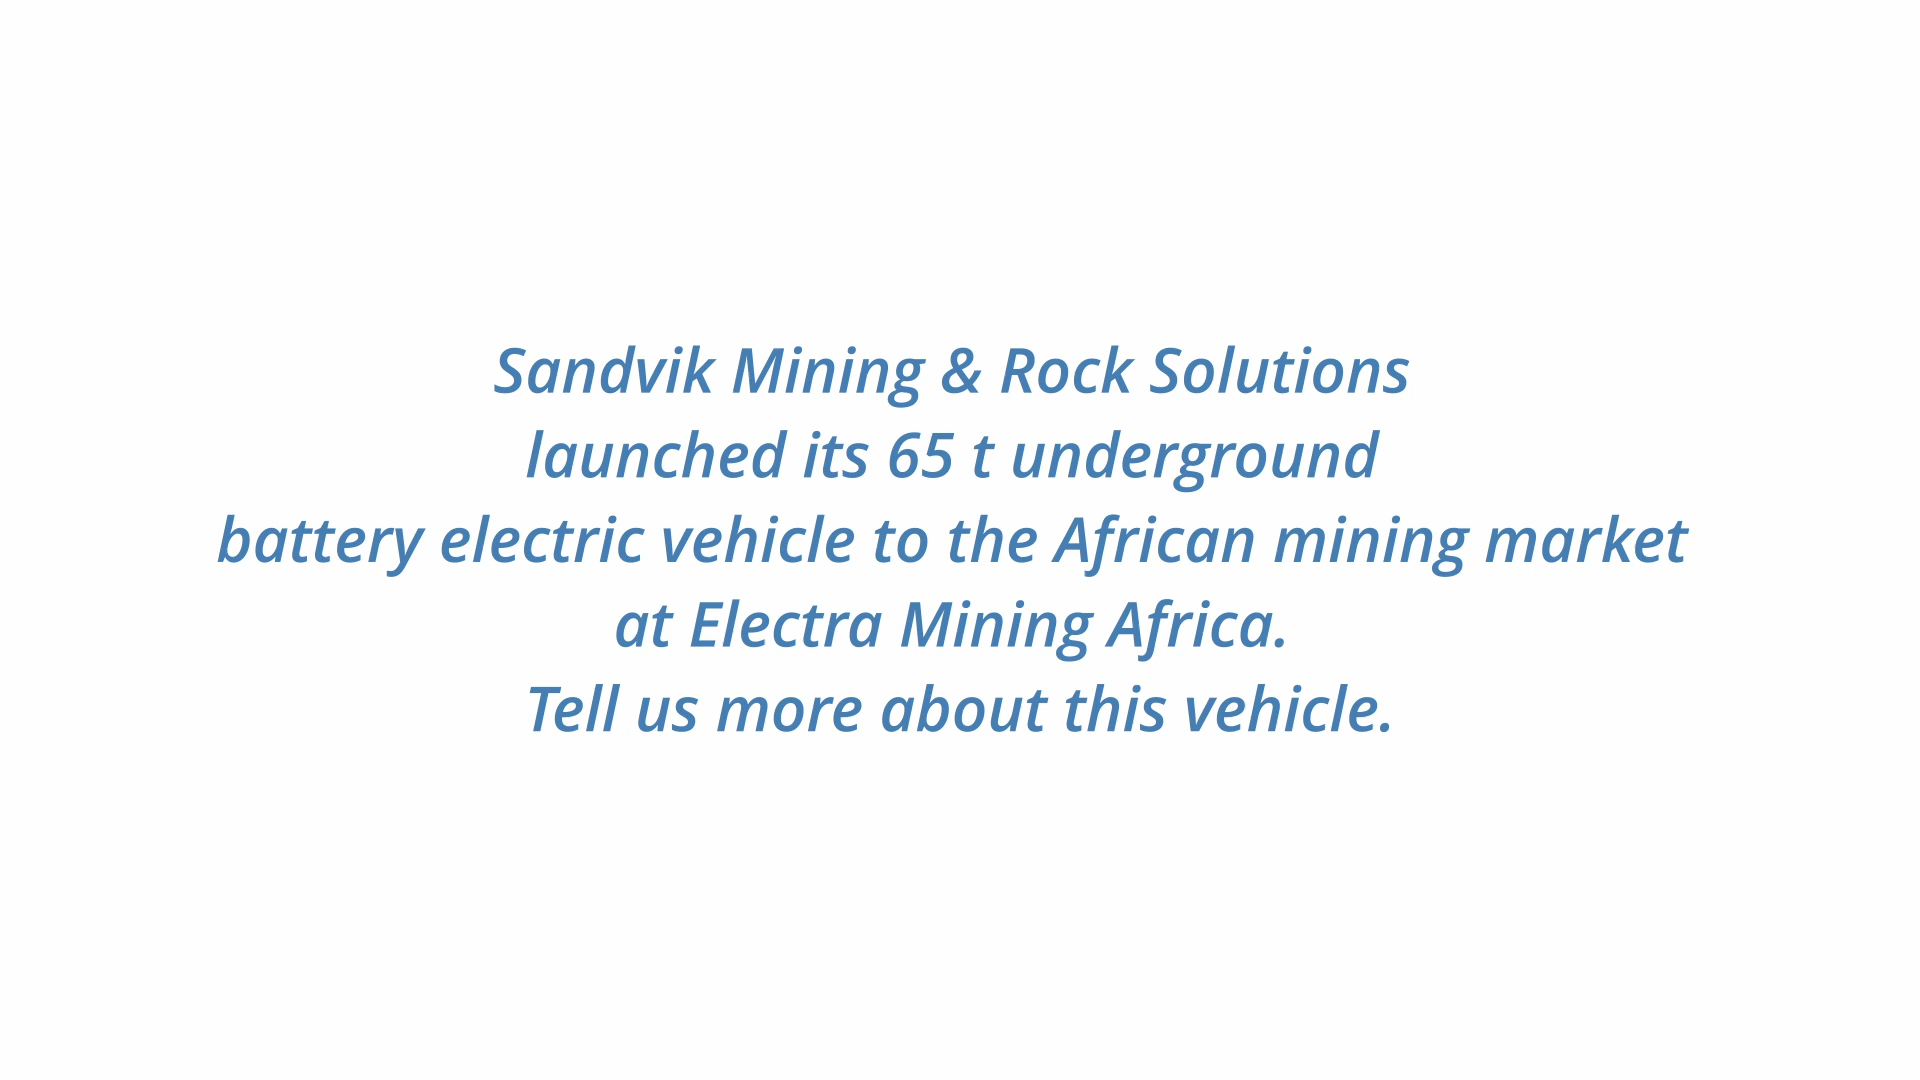 Sandvik Mining & Rock Solutions
launched its 65 t underground
battery electric vehicle to the African mining market
at Electra Mining Africa.
Tell us more about this vehicle.